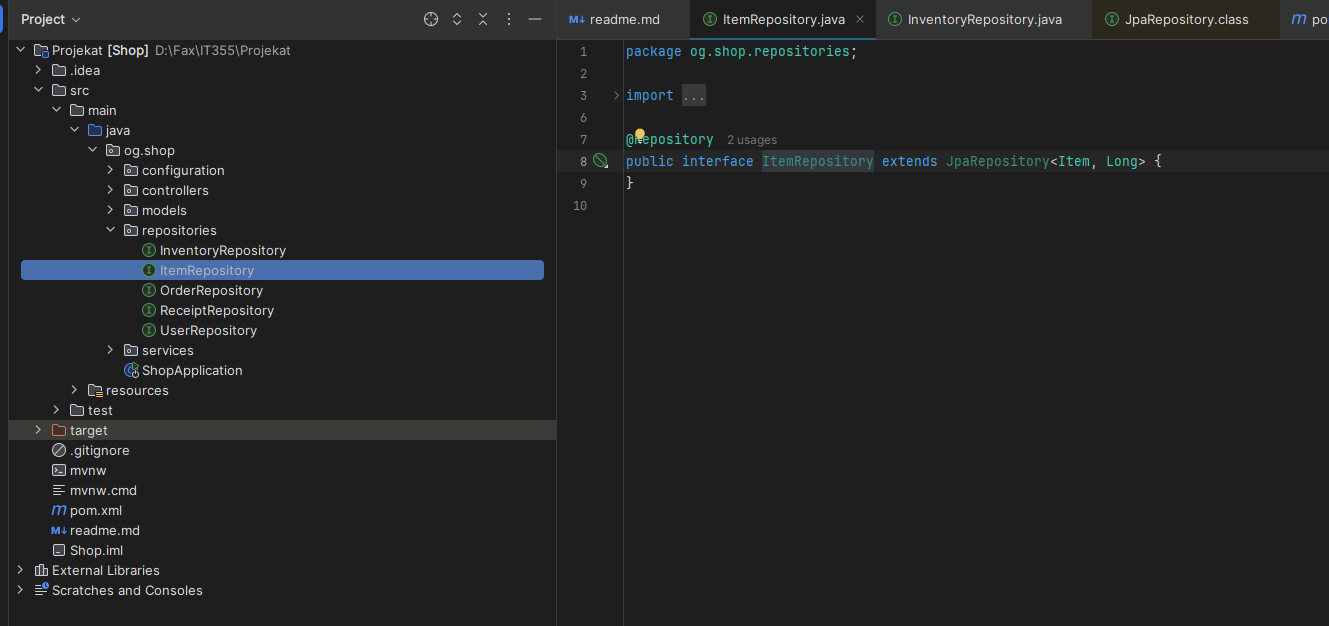 Project
Projekat [Shop] D:\Fax\IT355\Projekat
.idea
src
main
java
og.shop
configuration
controllers
models
repositories
InventoryRepository
ItemRepository
OrderRepository
ReceiptRepository
UserRepository
services
ShopApplication
resources
test
target
.gitignore
mvnw
mvnw.cmd
pom.xml
readme.md
Shop.iml
External Libraries
Scratches and Consoles
readme.md ItemRepository.java InventoryRepository.java JpaRepository.class po
1 package og.shop.repositories;
2
3 import ...
6
7 @Repository 2 usages
8 public interface ItemRepository extends JpaRepository<Item, Long> {
9 }
10